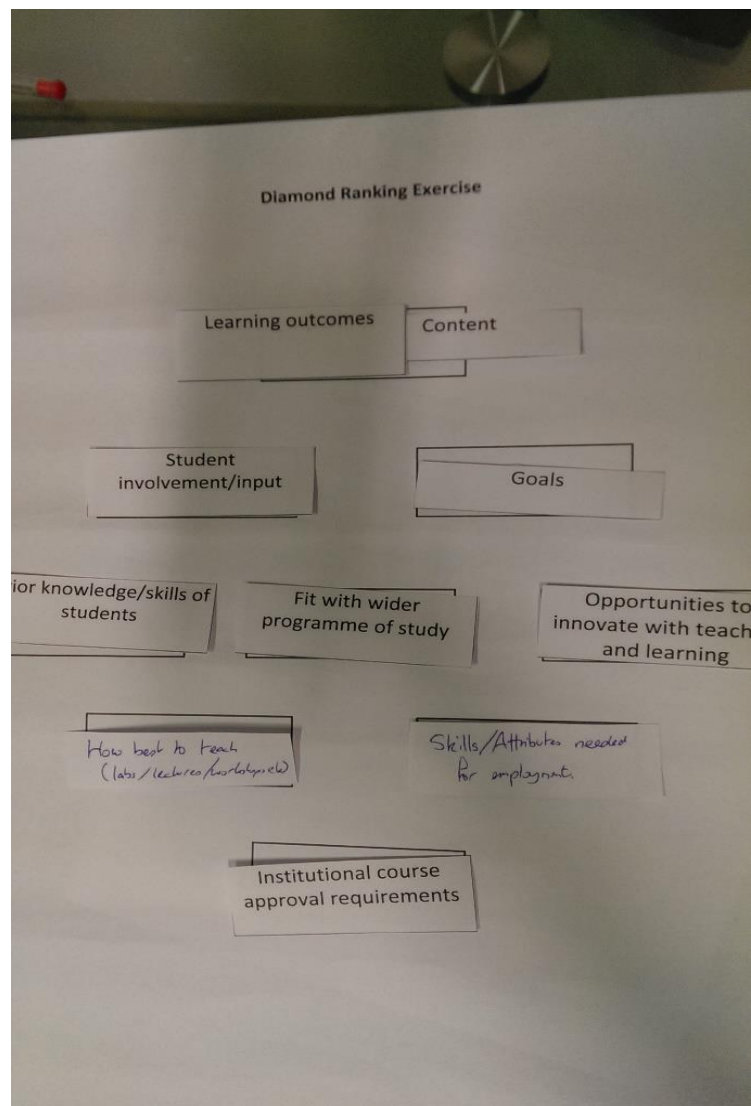 Diamond Ranking Exercise
Learning outcomes
Content
Student
involvement/input
Goals
ior knowledge/skills of
students
Fit with wider
programme of study
Opportunities to
innovate with teach
and learning
How best to teach
(labs/lectures/
Skills/Attributes needed
for employment.
Institutional course
approval requirements